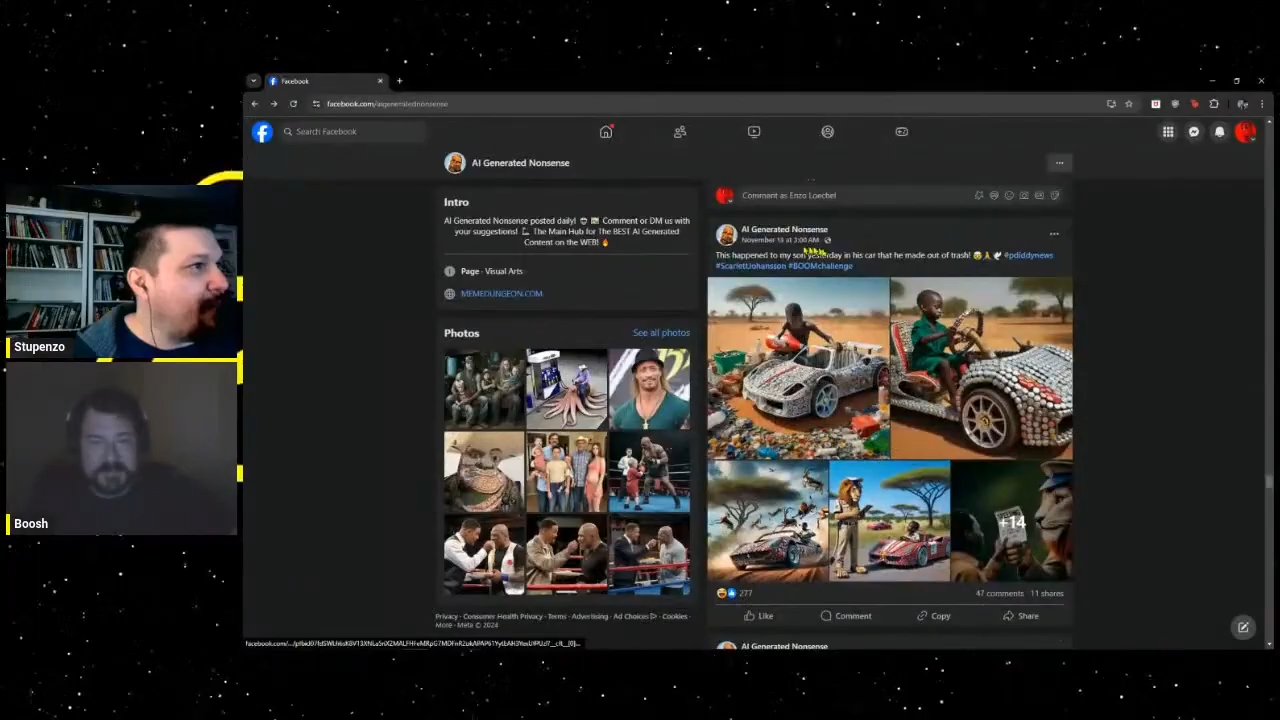 Facebook
facebook.com/aigeneratednonsense
Search Facebook
AI Generated Nonsense
Intro
AI Generated Nonsense posted daily! Comment or DM us with
your suggestions! The Main Hub for The BEST AI Generated
Content on the WEB!
Page · Visual Arts
MEMEDUNGEON.COM
Photos
See all photos
Privacy · Consumer Health Privacy · Terms · Advertising · Ad Choices · Cookies ·
More · Meta © 2024
Comment as Enzo Loechel
AI Generated Nonsense
November 19 at 3:00 AM ·
This happened to my son yesterday in his car that he made out of trash! #pdiddynews
#ScarlettJohansson #BOOMchallenge
+14
277
47 comments 11 shares
Like
Comment
Copy
Share
AI Generated Nonsense
Stupenzo
Boosh